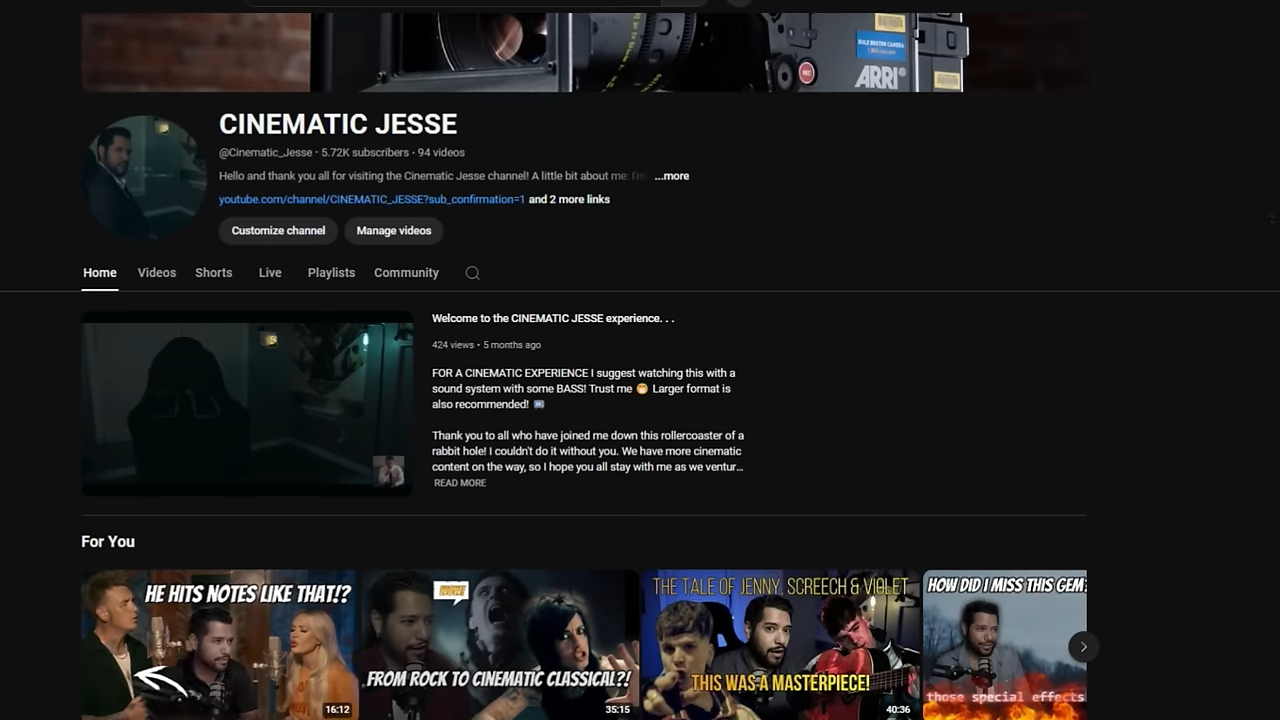 RULE BOSTON CAMERA
REC
ARRI®
CINEMATIC JESSE
@Cinematic_Jesse • 5.72K subscribers • 94 videos
Hello and thank you all for visiting the Cinematic Jesse channel! A little bit about me: I'm ...more
youtube.com/channel/CINEMATIC_JESSE?sub_confirmation=1 and 2 more links
Customize channel Manage videos
Home Videos Shorts Live Playlists Community
Welcome to the CINEMATIC JESSE experience. . .
424 views • 5 months ago
FOR A CINEMATIC EXPERIENCE I suggest watching this with a
sound system with some BASS! Trust me 😁 Larger format is
also recommended! 📺
Thank you to all who have joined me down this rollercoaster of a
rabbit hole! I couldn't do it without you. We have more cinematic
content on the way, so I hope you all stay with me as we ventur...
READ MORE
For You
HE HITS NOTES LIKE THAT!?
16:12
FROM ROCK TO CINEMATIC CLASSICAL?!
35:15
THE TALE OF JENNY, SCREECH & VIOLET
THIS WAS A MASTERPIECE!
40:36
HOW DID I MISS THIS GEM?
those special effects